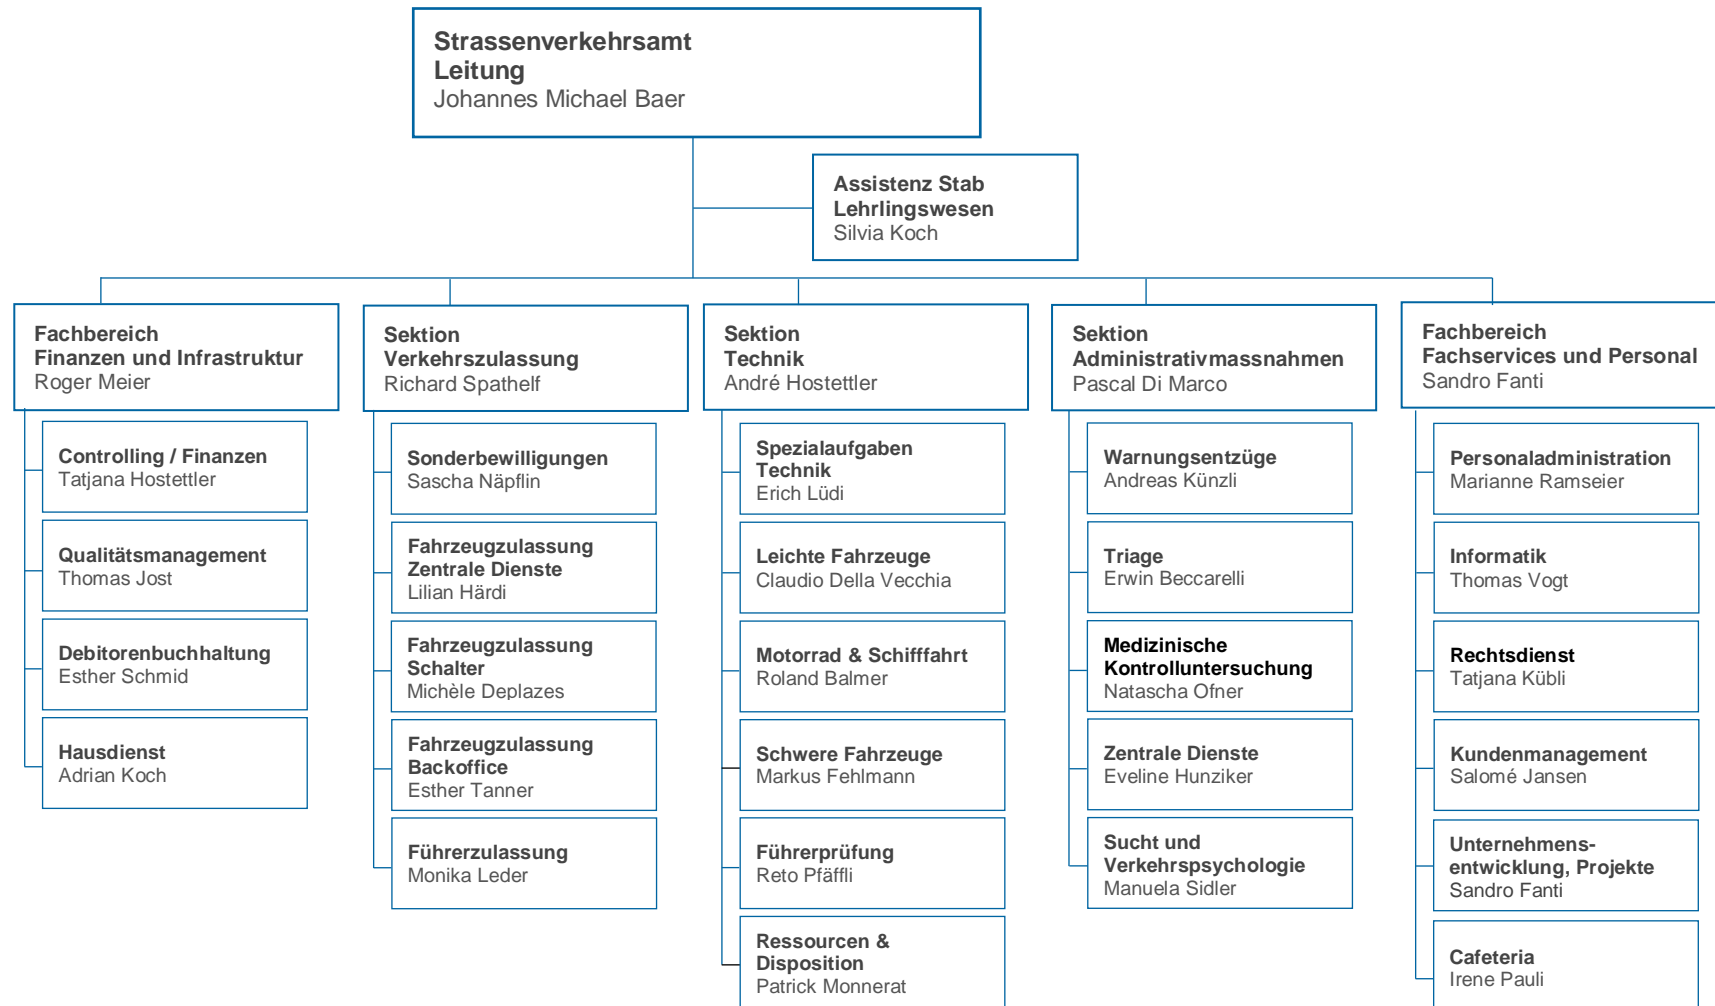 Strassenverkehrsamt
Leitung
Johannes Michael Baer
Assistenz Stab
Lehrlingswesen
Silvia Koch
Fachbereich
Finanzen und Infrastruktur
Roger Meier
Controlling / Finanzen
Tatjana Hostettler
Qualitätsmanagement
Thomas Jost
Debitorenbuchhaltung
Esther Schmid
Hausdienst
Adrian Koch
Sektion
Verkehrszulassung
Richard Spathelf
Sonderbewilligungen
Sascha Näpflin
Fahrzeugzulassung
Zentrale Dienste
Lilian Härdi
Fahrzeugzulassung
Schalter
Michèle Deplazes
Fahrzeugzulassung
Backoffice
Esther Tanner
Führerzulassung
Monika Leder
Sektion
Technik
André Hostettler
Spezialaufgaben
Technik
Erich Lüdi
Leichte Fahrzeuge
Claudio Della Vecchia
Motorrad & Schifffahrt
Roland Balmer
Schwere Fahrzeuge
Markus Fehlmann
Führerprüfung
Reto Pfäffli
Ressourcen &
Disposition
Patrick Monnerat
Sektion
Administrativmassnahmen
Pascal Di Marco
Warnungsentzüge
Andreas Künzli
Triage
Erwin Beccarelli
Medizinische
Kontrolluntersuchung
Natascha Ofner
Zentrale Dienste
Eveline Hunziker
Sucht und
Verkehrspsychologie
Manuela Sidler
Fachbereich
Fachservices und Personal
Sandro Fanti
Personaladministration
Marianne Ramseier
Informatik
Thomas Vogt
Rechtsdienst
Tatjana Kübli
Kundenmanagement
Salomé Jansen
Unternehmens-
entwicklung, Projekte
Sandro Fanti
Cafeteria
Irene Pauli